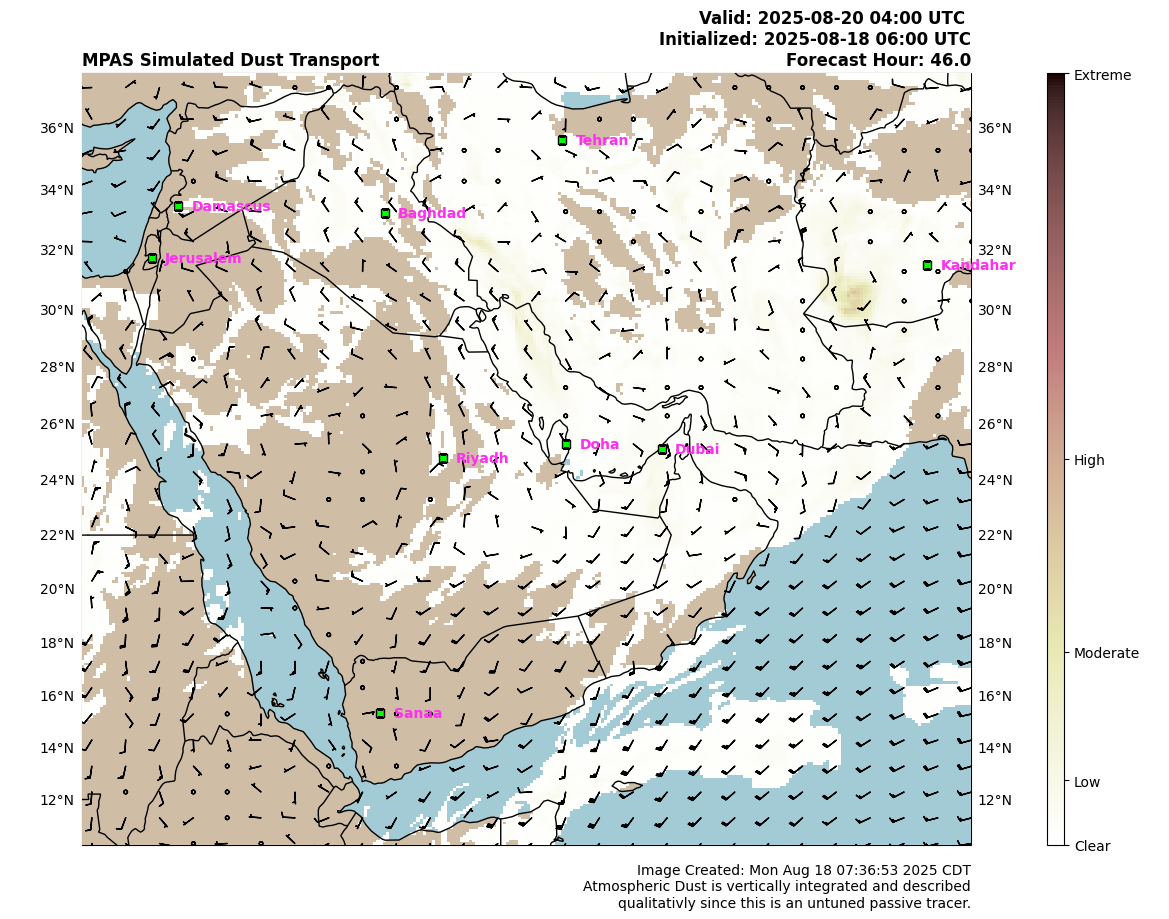 Valid: 2025-08-20 04:00 UTC
Initialized: 2025-08-18 06:00 UTC
MPAS Simulated Dust Transport Forecast Hour: 46.0
Extreme
36°N 36°N
Tehran
34°N 34°N
Damascus Baghdad
32°N 32°N
Jerusalem Kandahar
30°N 30°N
28°N 28°N
26°N 26°N
Doha Dubai
Riyadh High
24°N 24°N
22°N 22°N
20°N 20°N
18°N 18°N
Moderate
16°N 16°N
Sanaa
14°N 14°N
Low
12°N 12°N
Clear
Image Created: Mon Aug 18 07:36:53 2025 CDT
Atmospheric Dust is vertically integrated and described
qualitativly since this is an untuned passive tracer.